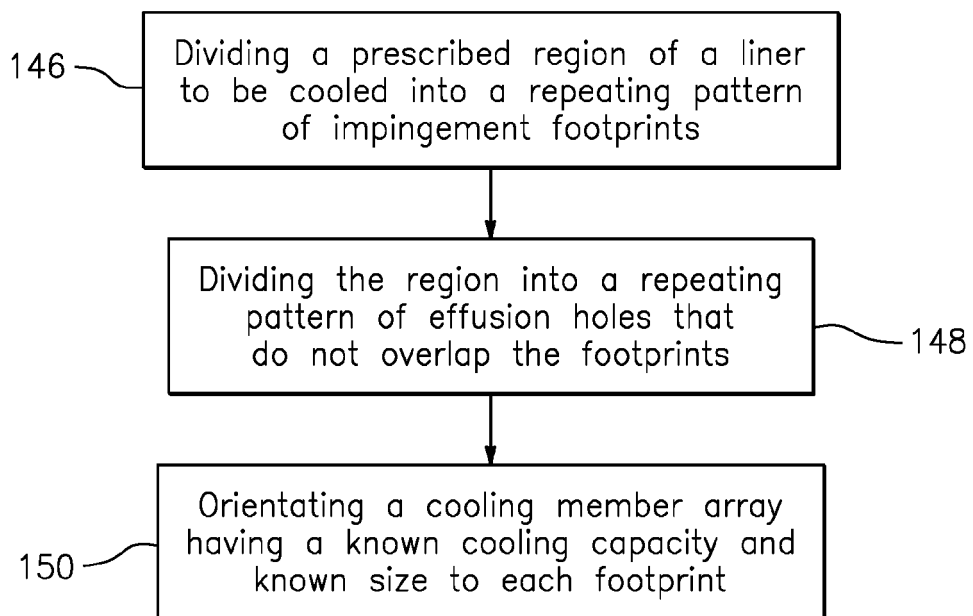 146
Dividing a prescribed region of a liner
to be cooled into a repeating pattern
of impingement footprints
Dividing the region into a repeating
pattern of effusion holes that
do not overlap the footprints
148
Orientating a cooling member array
having a known cooling capacity and
known size to each footprint
150